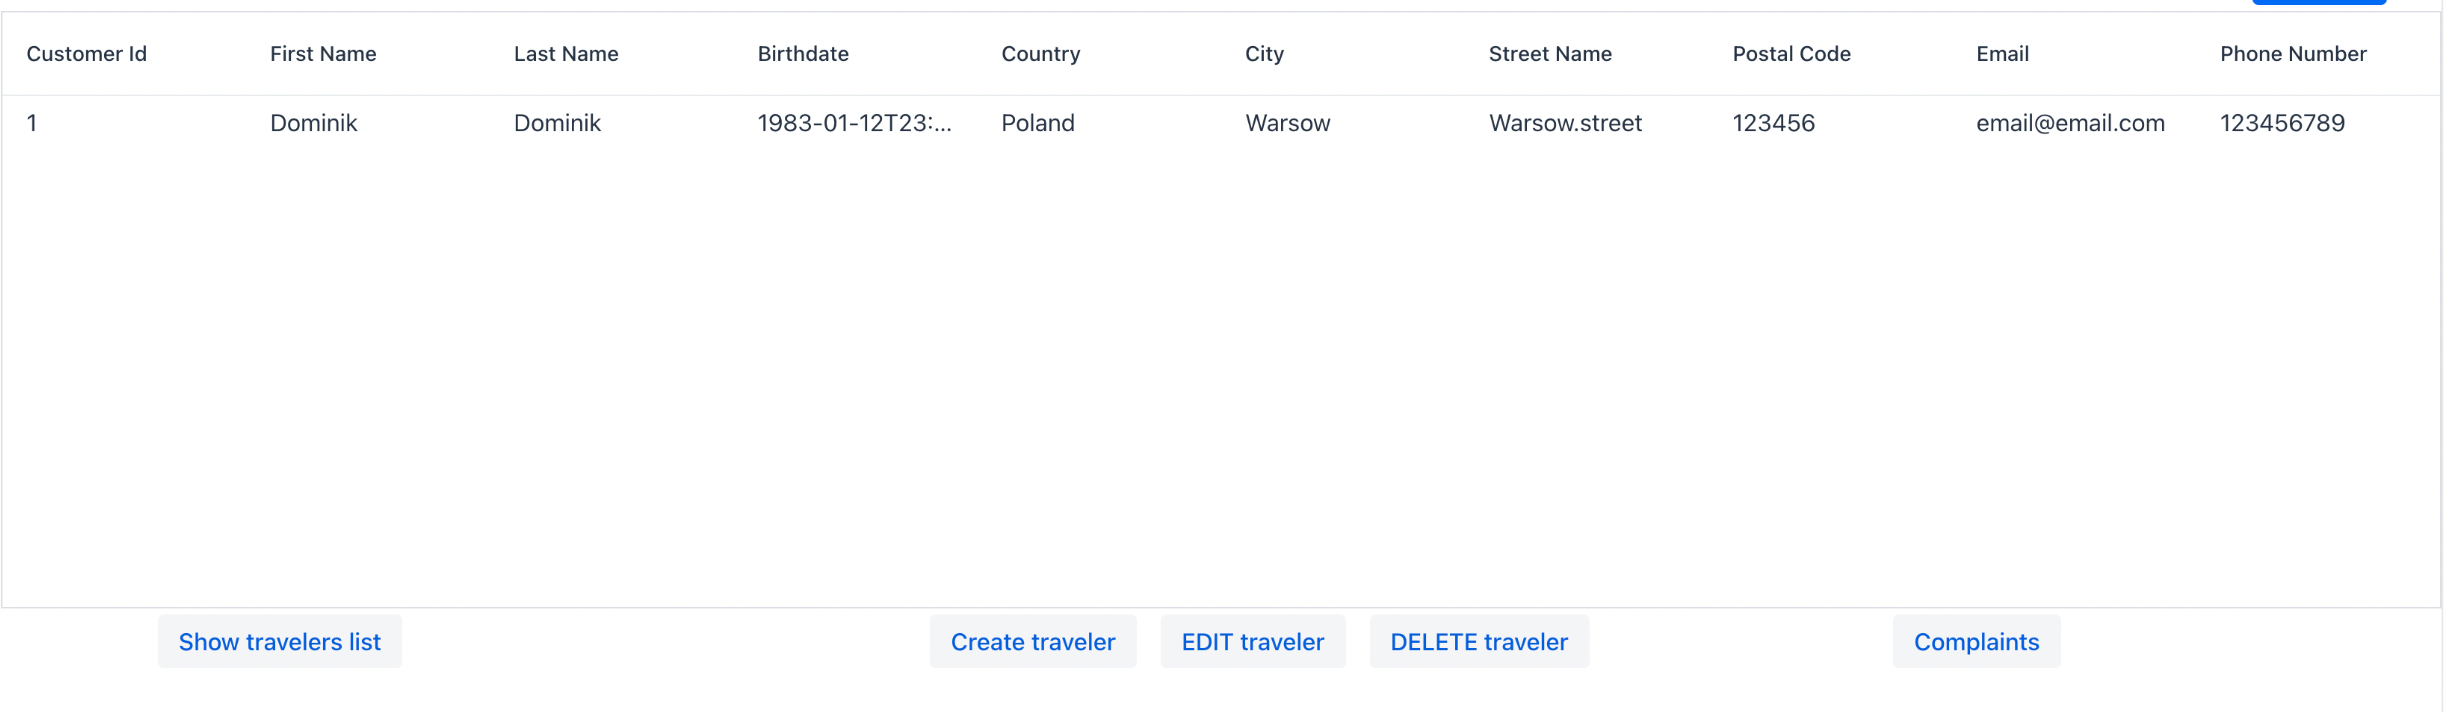 Customer Id First Name Last Name Birthdate Country City Street Name Postal Code Email Phone Number
1 Dominik Dominik 1983-01-12T23:... Poland Warsow Warsow.street 123456 email@email.com 123456789
Show travelers list Create traveler EDIT traveler DELETE traveler Complaints